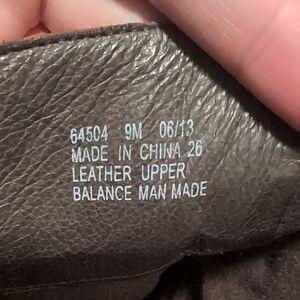 64504 9M 06/13
MADE IN CHINA 26
LEATHER UPPER
BALANCE MAN MADE